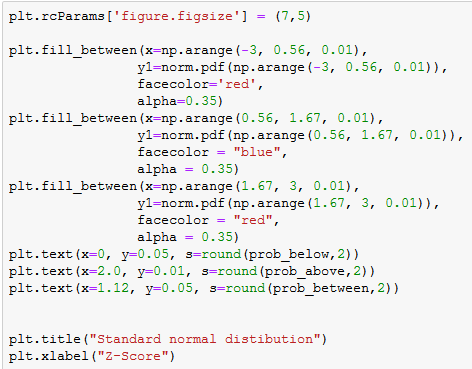 plt.rcParams['figure.figsize'] = (7,5)
plt.fill_between(x=np.arange(-3, 0.56, 0.01),
y1=norm.pdf(np.arange(-3, 0.56, 0.01)),
facecolor='red',
alpha=0.35)
plt.fill_between(x=np.arange(0.56, 1.67, 0.01),
y1=norm.pdf(np.arange(0.56, 1.67, 0.01)),
facecolor = "blue",
alpha = 0.35)
plt.fill_between(x=np.arange(1.67, 3, 0.01),
y1=norm.pdf(np.arange(1.67, 3, 0.01)),
facecolor = "red",
alpha = 0.35)
plt.text(x=0, y=0.05, s=round(prob_below,2))
plt.text(x=2.0, y=0.01, s=round(prob_above,2))
plt.text(x=1.12, y=0.05, s=round(prob_between,2))
plt.title("Standard normal distibution")
plt.xlabel("Z-Score")